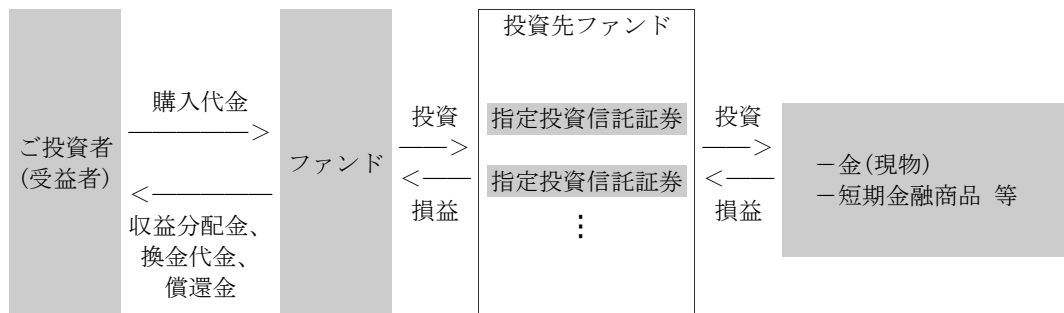 ご投資者
(受益者)
購入代金
―――――>
<―――――
収益分配金、
換金代金、
償還金
ファンド
投資
――>
<――
損益
投資先ファンド
指定投資信託証券
指定投資信託証券
⋮
投資
――>
<――
損益
－金(現物)
－短期金融商品 等